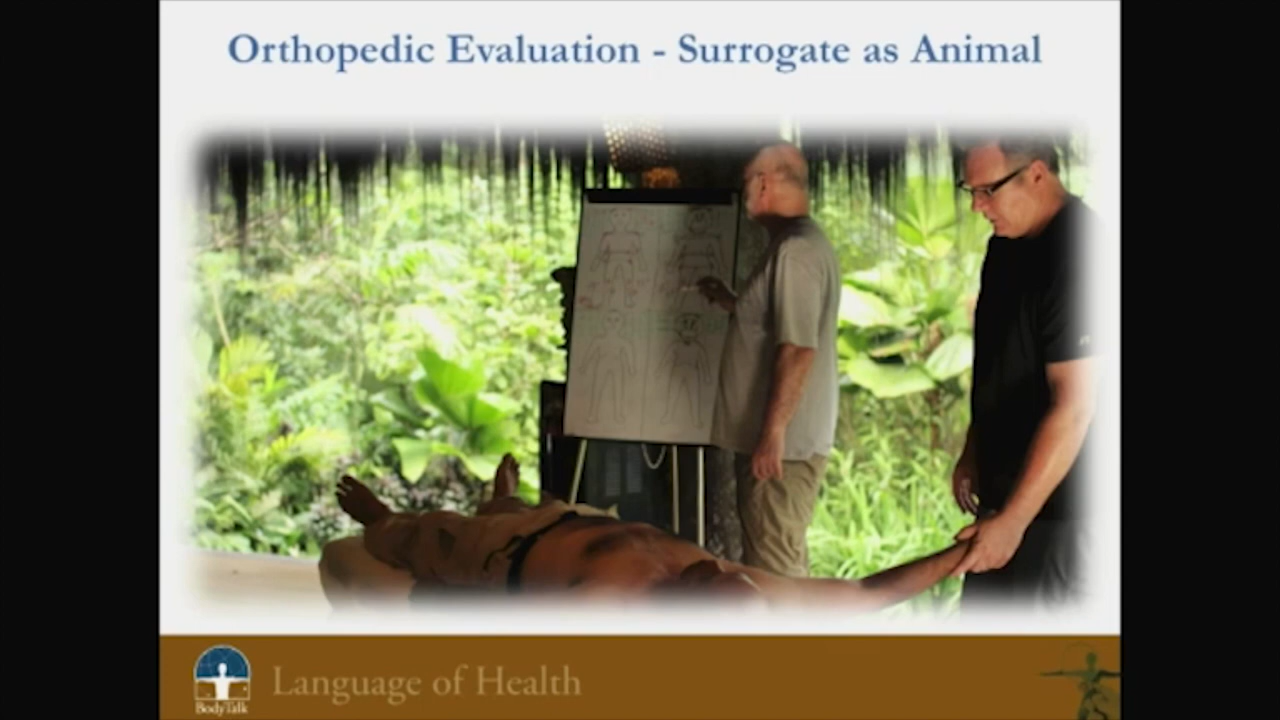 Orthopedic Evaluation - Surrogate as Animal
BodyTalk
Language of Health